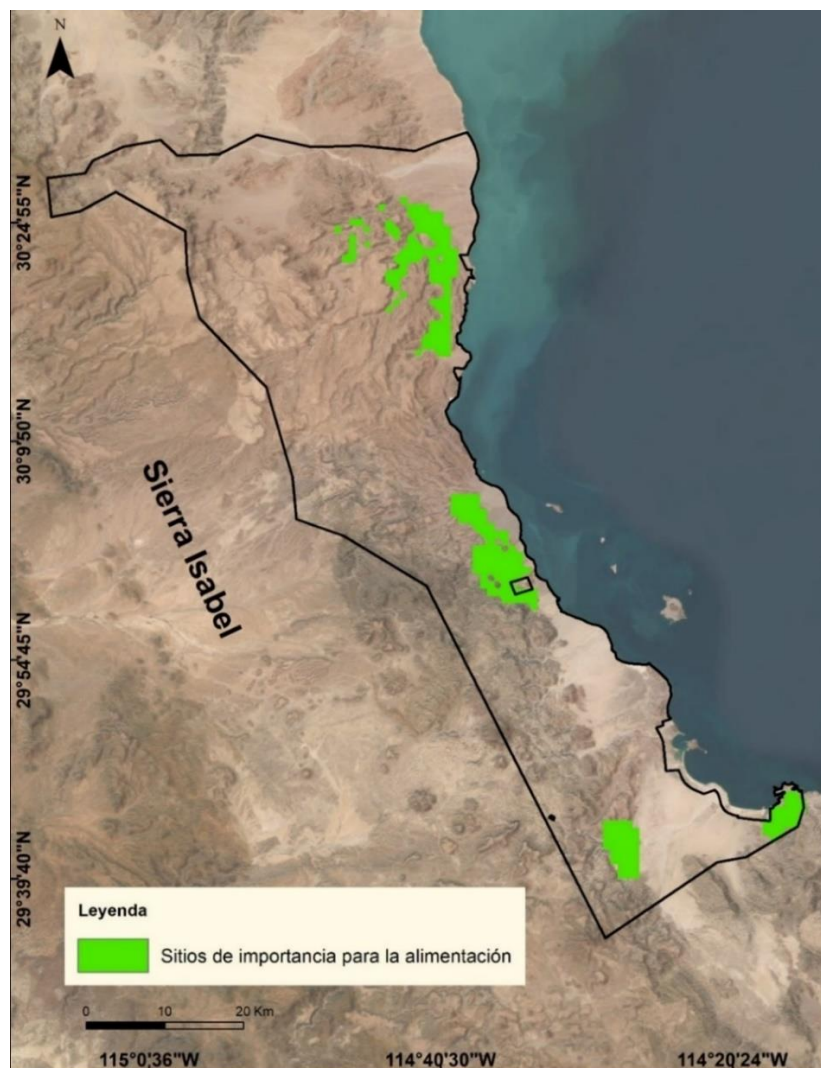 N
30°24'55"N
30°9'50"N
Sierra Isabel
29°54'45"N
29°39'40"N
Leyenda
Sitios de importancia para la alimentación
0 10 20 Km
115°0'36"W 114°40'30"W 114°20'24"W